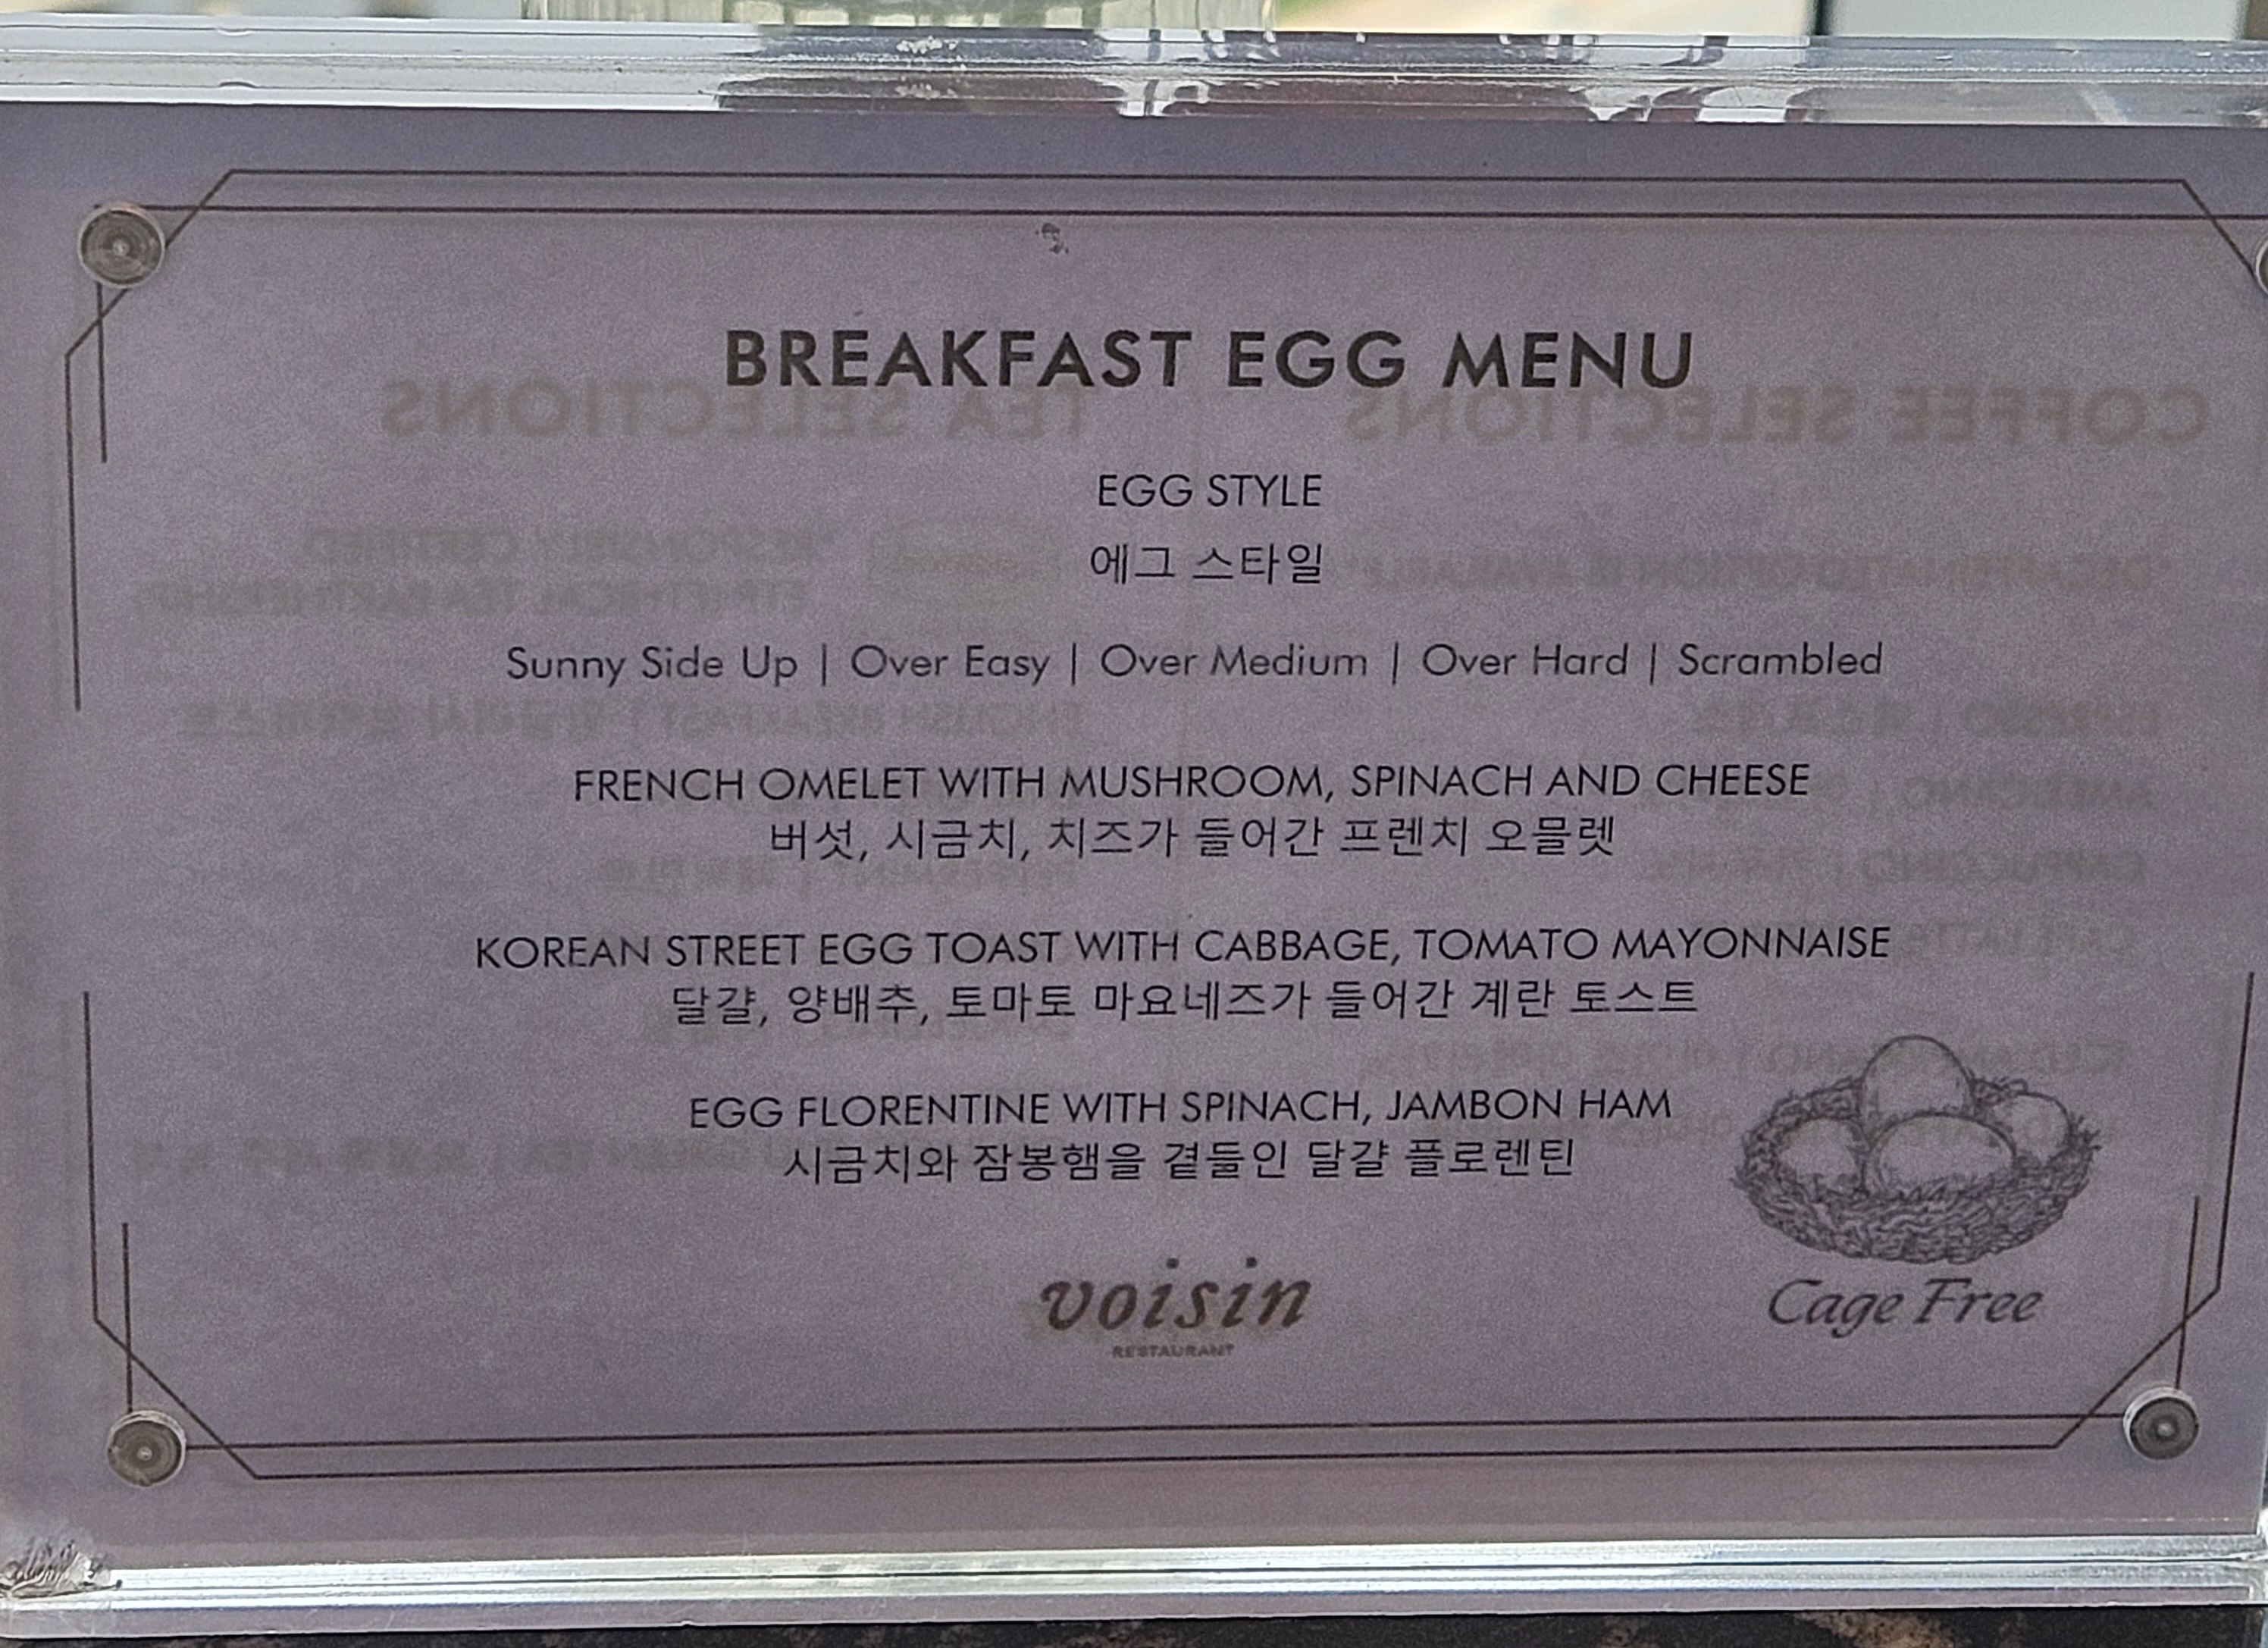 BREAKFAST EGG MENU
TEA SELECTIONS
COFFEE SELECTIONS
EGG STYLE
에그 스타일
Sunny Side Up | Over Easy | Over Medium | Over Hard | Scrambled
FRENCH OMELET WITH MUSHROOM, SPINACH AND CHEESE
버섯, 시금치, 치즈가 들어간 프렌치 오믈렛
KOREAN STREET EGG TOAST WITH CABBAGE, TOMATO MAYONNAISE
달걀, 양배추, 토마토 마요네즈가 들어간 계란 토스트
EGG FLORENTINE WITH SPINACH, JAMBON HAM
시금치와 잠봉햄을 곁들인 달걀 플로렌틴
voisin
RESTAURANT
Cage Free